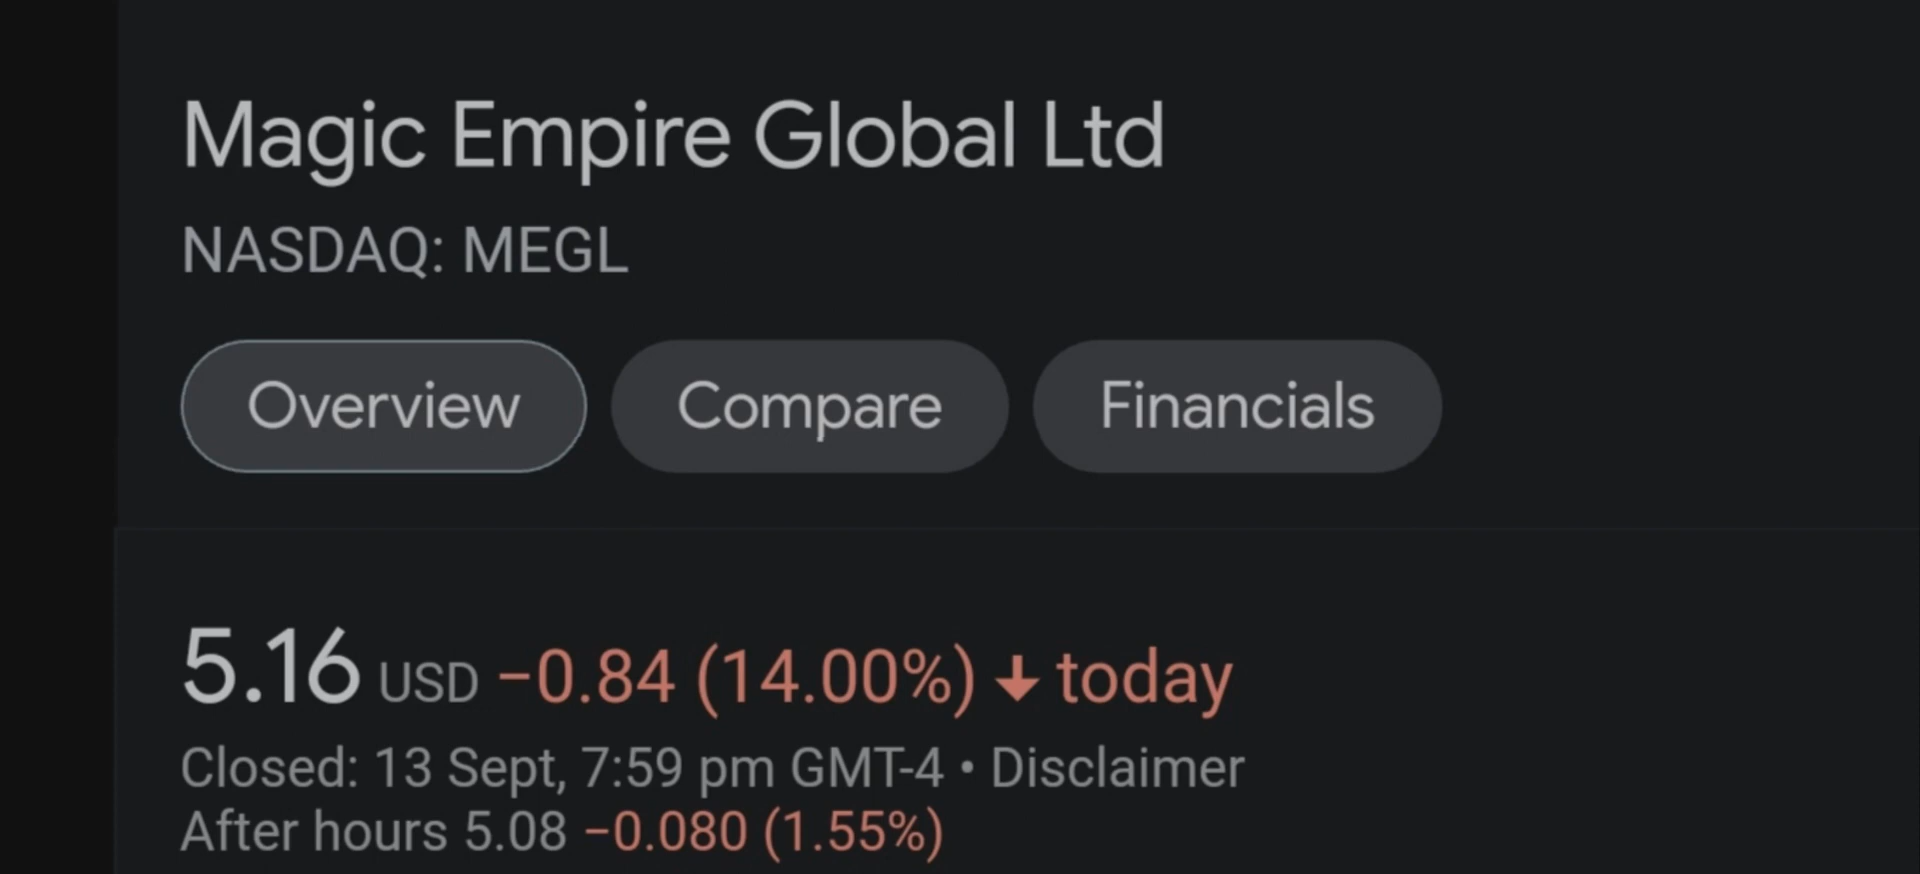 Magic Empire Global Ltd
NASDAQ: MEGL
Overview Compare Financials
5.16 USD −0.84 (14.00%) ↓ today
Closed: 13 Sept, 7:59 pm GMT-4 • Disclaimer
After hours 5.08 −0.080 (1.55%)